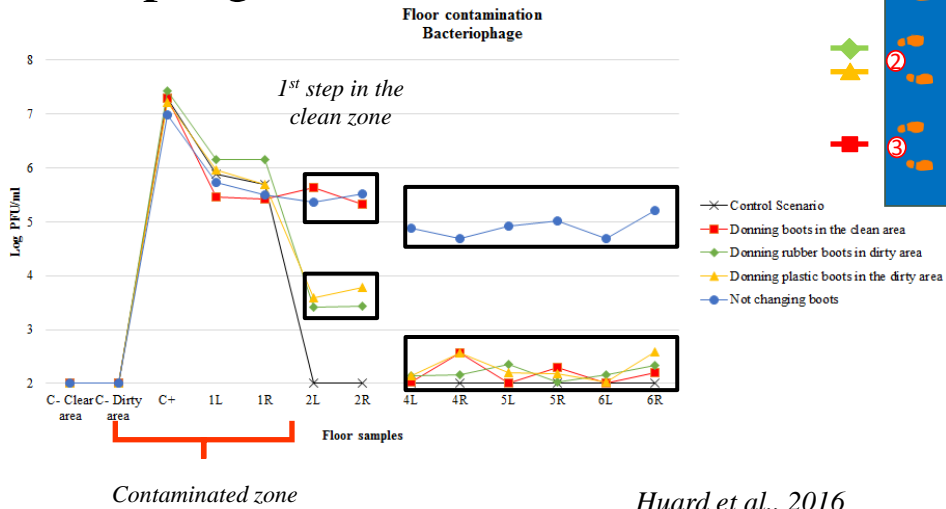 Floor contamination
Bacteriophage
Log PFU/ml
8
7
6
5
4
3
2
1st step in the
clean zone
C- Clear area
C- Dirty area
C+
1L
1R
2L
2R
4L
4R
5L
5R
6L
6R
Floor samples
Contaminated zone
Control Scenario
Donning boots in the clean area
Donning rubber boots in dirty area
Donning plastic boots in the dirty area
Not changing boots
2
3
Huard et al., 2016